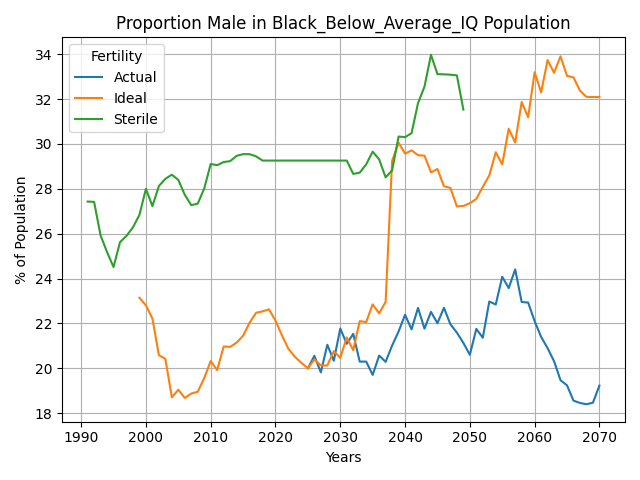 Proportion Male in Black_Below_Average_IQ Population
Fertility
Actual
Ideal
Sterile
% of Population
34
32
30
28
26
24
22
20
18
1990
2000
2010
2020
2030
2040
2050
2060
2070
Years